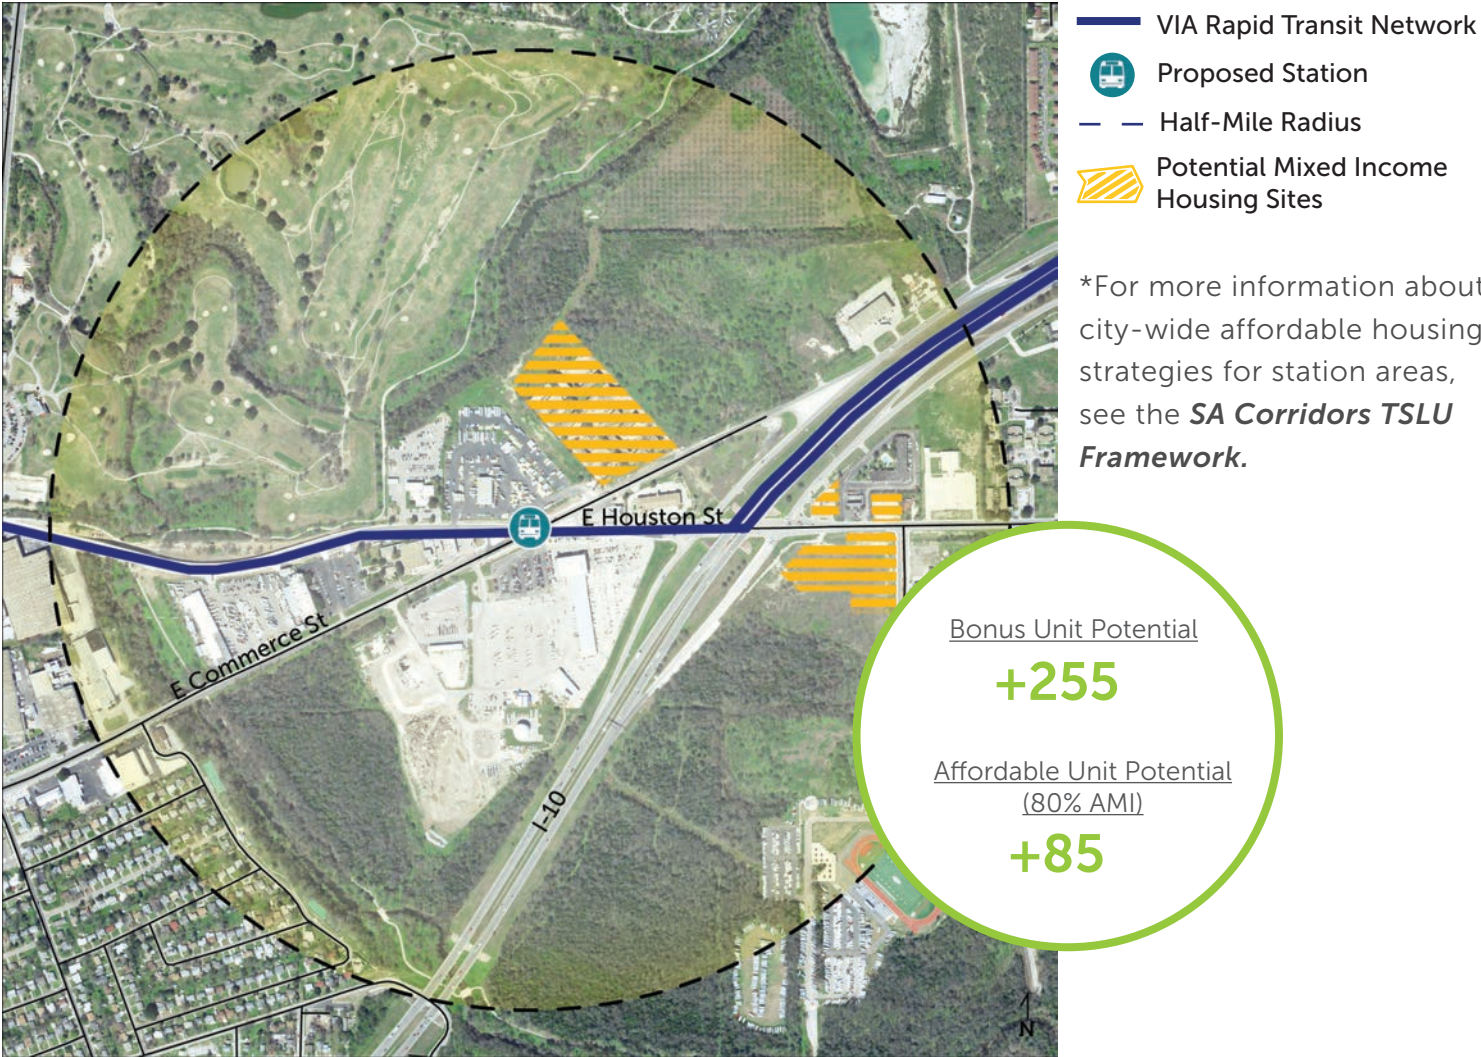 VIA Rapid Transit Network
Proposed Station
Half-Mile Radius
Potential Mixed Income
Housing Sites
*For more information about
city-wide affordable housing
strategies for station areas,
see the SA Corridors TSLU
Framework.
E Houston St
E Commerce St
I-10
Bonus Unit Potential
+255
Affordable Unit Potential
(80% AMI)
+85
N